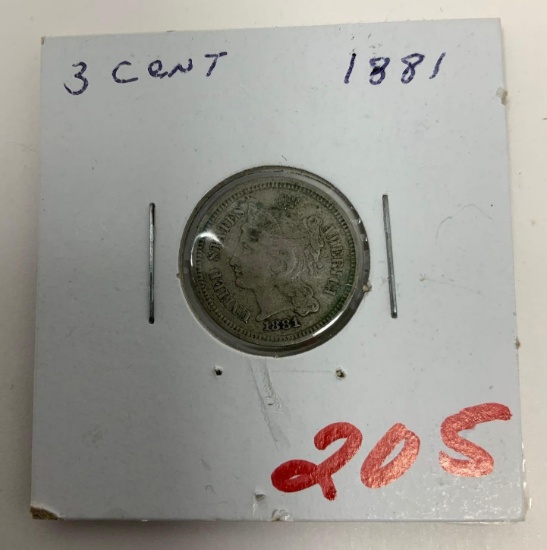 3 CENT 1881
UNITED STATES OF AMERICA
1881
205